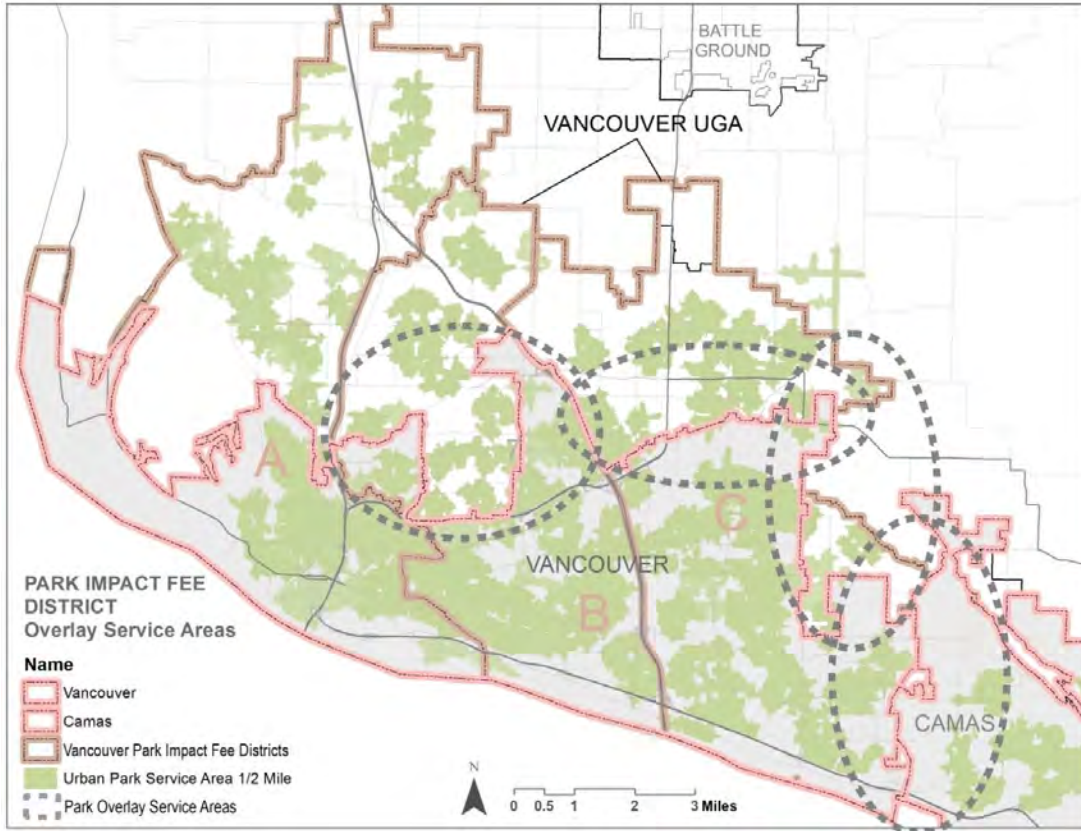 BATTLE
GROUND
VANCOUVER UGA
A
C
VANCOUVER
B
CAMAS
PARK IMPACT FEE
DISTRICT
Overlay Service Areas
Name
Vancouver
Camas
Vancouver Park Impact Fee Districts
Urban Park Service Area 1/2 Mile
Park Overlay Service Areas
N
0 0.5 1 2 3 Miles